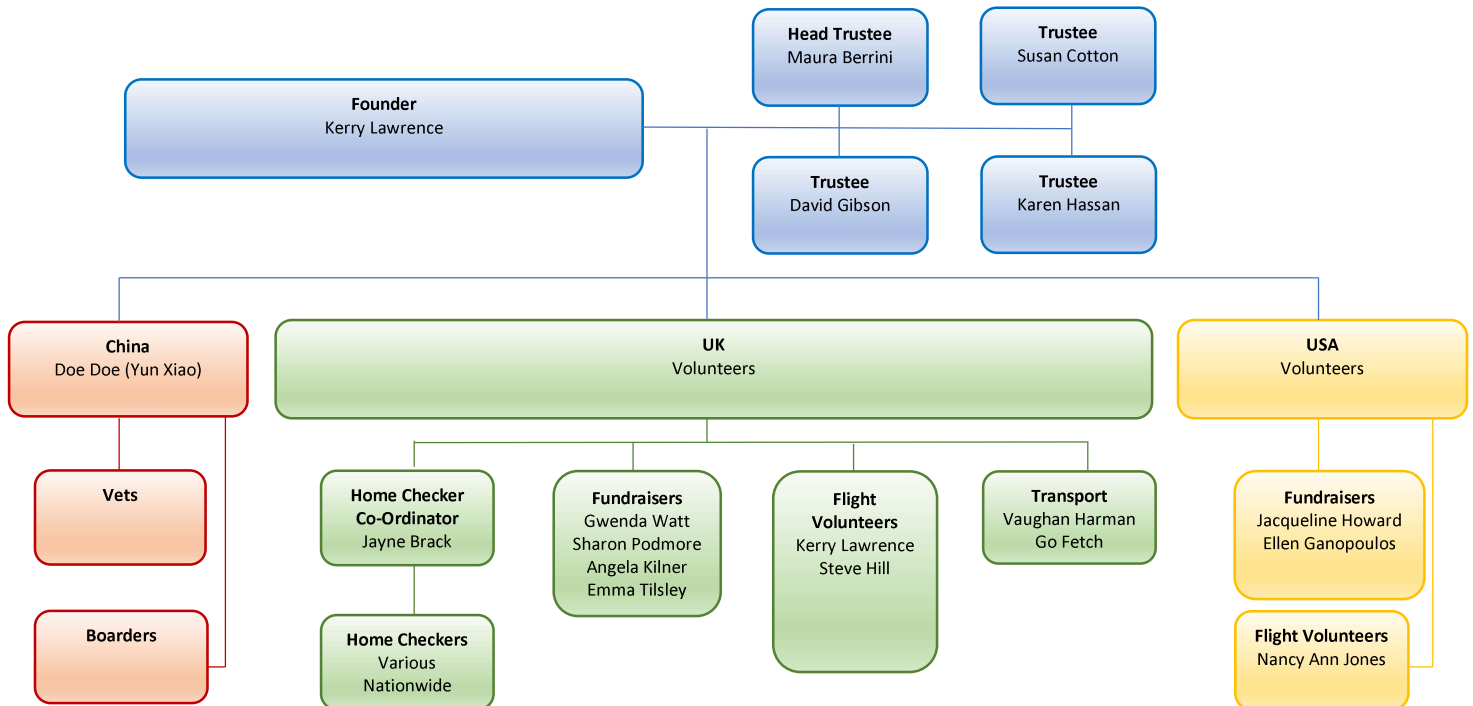 Head Trustee
Maura Berrini
Trustee
Susan Cotton
Founder
Kerry Lawrence
Trustee
David Gibson
Trustee
Karen Hassan
China
Doe Doe (Yun Xiao)
UK
Volunteers
USA
Volunteers
Vets
Home Checker
Co-Ordinator
Jayne Brack
Fundraisers
Gwenda Watt
Sharon Podmore
Angela Kilner
Emma Tilsley
Flight
Volunteers
Kerry Lawrence
Steve Hill
Transport
Vaughan Harman
Go Fetch
Fundraisers
Jacqueline Howard
Ellen Ganopoulos
Boarders
Home Checkers
Various
Nationwide
Flight Volunteers
Nancy Ann Jones